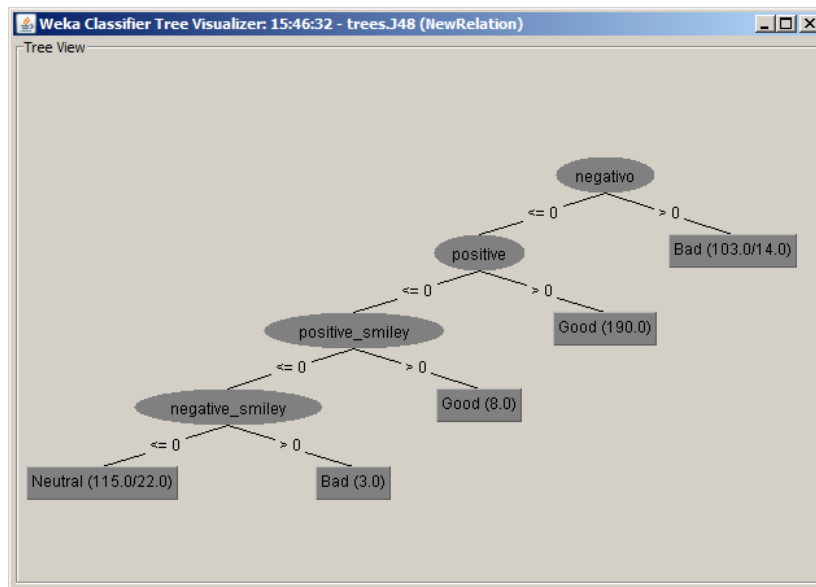 Weka Classifier Tree Visualizer: 15:46:32 - trees.J48 (NewRelation)
Tree View
negativo
<= 0
> 0
positive
Bad (103.0/14.0)
<= 0
> 0
positive_smiley
Good (190.0)
<= 0
> 0
negative_smiley
Good (8.0)
<= 0
> 0
Neutral (115.0/22.0)
Bad (3.0)